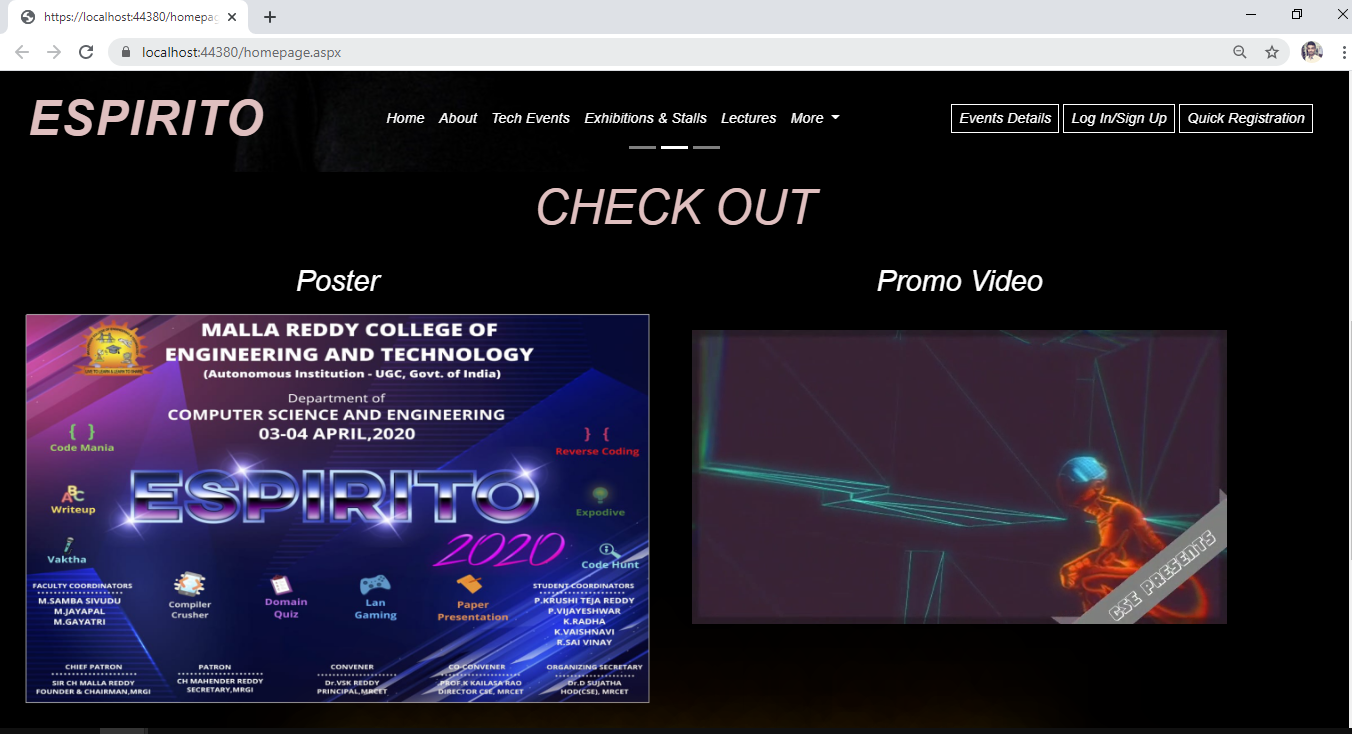 https://localhost:44380/homepag
localhost:44380/homepage.aspx
ESPIRITO
Home About Tech Events Exhibitions & Stalls Lectures More
Events Details Log In/Sign Up Quick Registration
CHECK OUT
Poster
MALLA REDDY COLLEGE OF
ENGINEERING AND TECHNOLOGY
(Autonomous Institution - UGC, Govt. of India)
Department of
COMPUTER SCIENCE AND ENGINEERING
03-04 APRIL,2020
{ }
Code Mania
} {
Reverse Coding
ESPIRITO
2020
ABC
Writeup
Expodive
Vaktha
Code Hunt
Compiler
Crusher
Domain
Quiz
Lan
Gaming
Paper
Presentation
FACULTY COORDINATORS
M.SAMBA SIVUDU
M.JAYAPAL
M.GAYATRI
STUDENT COORDINATORS
P.KRUSHI TEJA REDDY
P.VIJAYESHWAR
K.RADHA
K.VAISHNAVI
R.SAI VINAY
CHIEF PATRON
SIR CH MALLA REDDY
FOUNDER & CHAIRMAN,MRGI
PATRON
CH MAHENDER REDDY
SECRETARY,MRGI
CONVENER
Dr.VSK REDDY
PRINCIPAL,MRCET
CO-CONVENER
PROF.K KAILASA RAO
DIRECTOR CSE, MRCET
ORGANIZING SECRETARY
Dr.D SUJATHA
HOD(CSE), MRCET
Promo Video
CSE PRESENTS